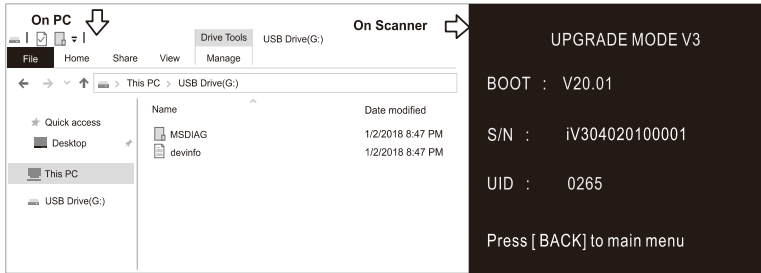 On PC
Drive Tools
USB Drive(G:)
File
Home
Share
View
Manage
This PC > USB Drive(G:)
Quick access
Desktop
This PC
USB Drive(G:)
Name
Date modified
MSDIAG
1/2/2018 8:47 PM
devinfo
1/2/2018 8:47 PM
On Scanner
UPGRADE MODE V3
BOOT : V20.01
S/N : iV304020100001
UID : 0265
Press [ BACK] to main menu